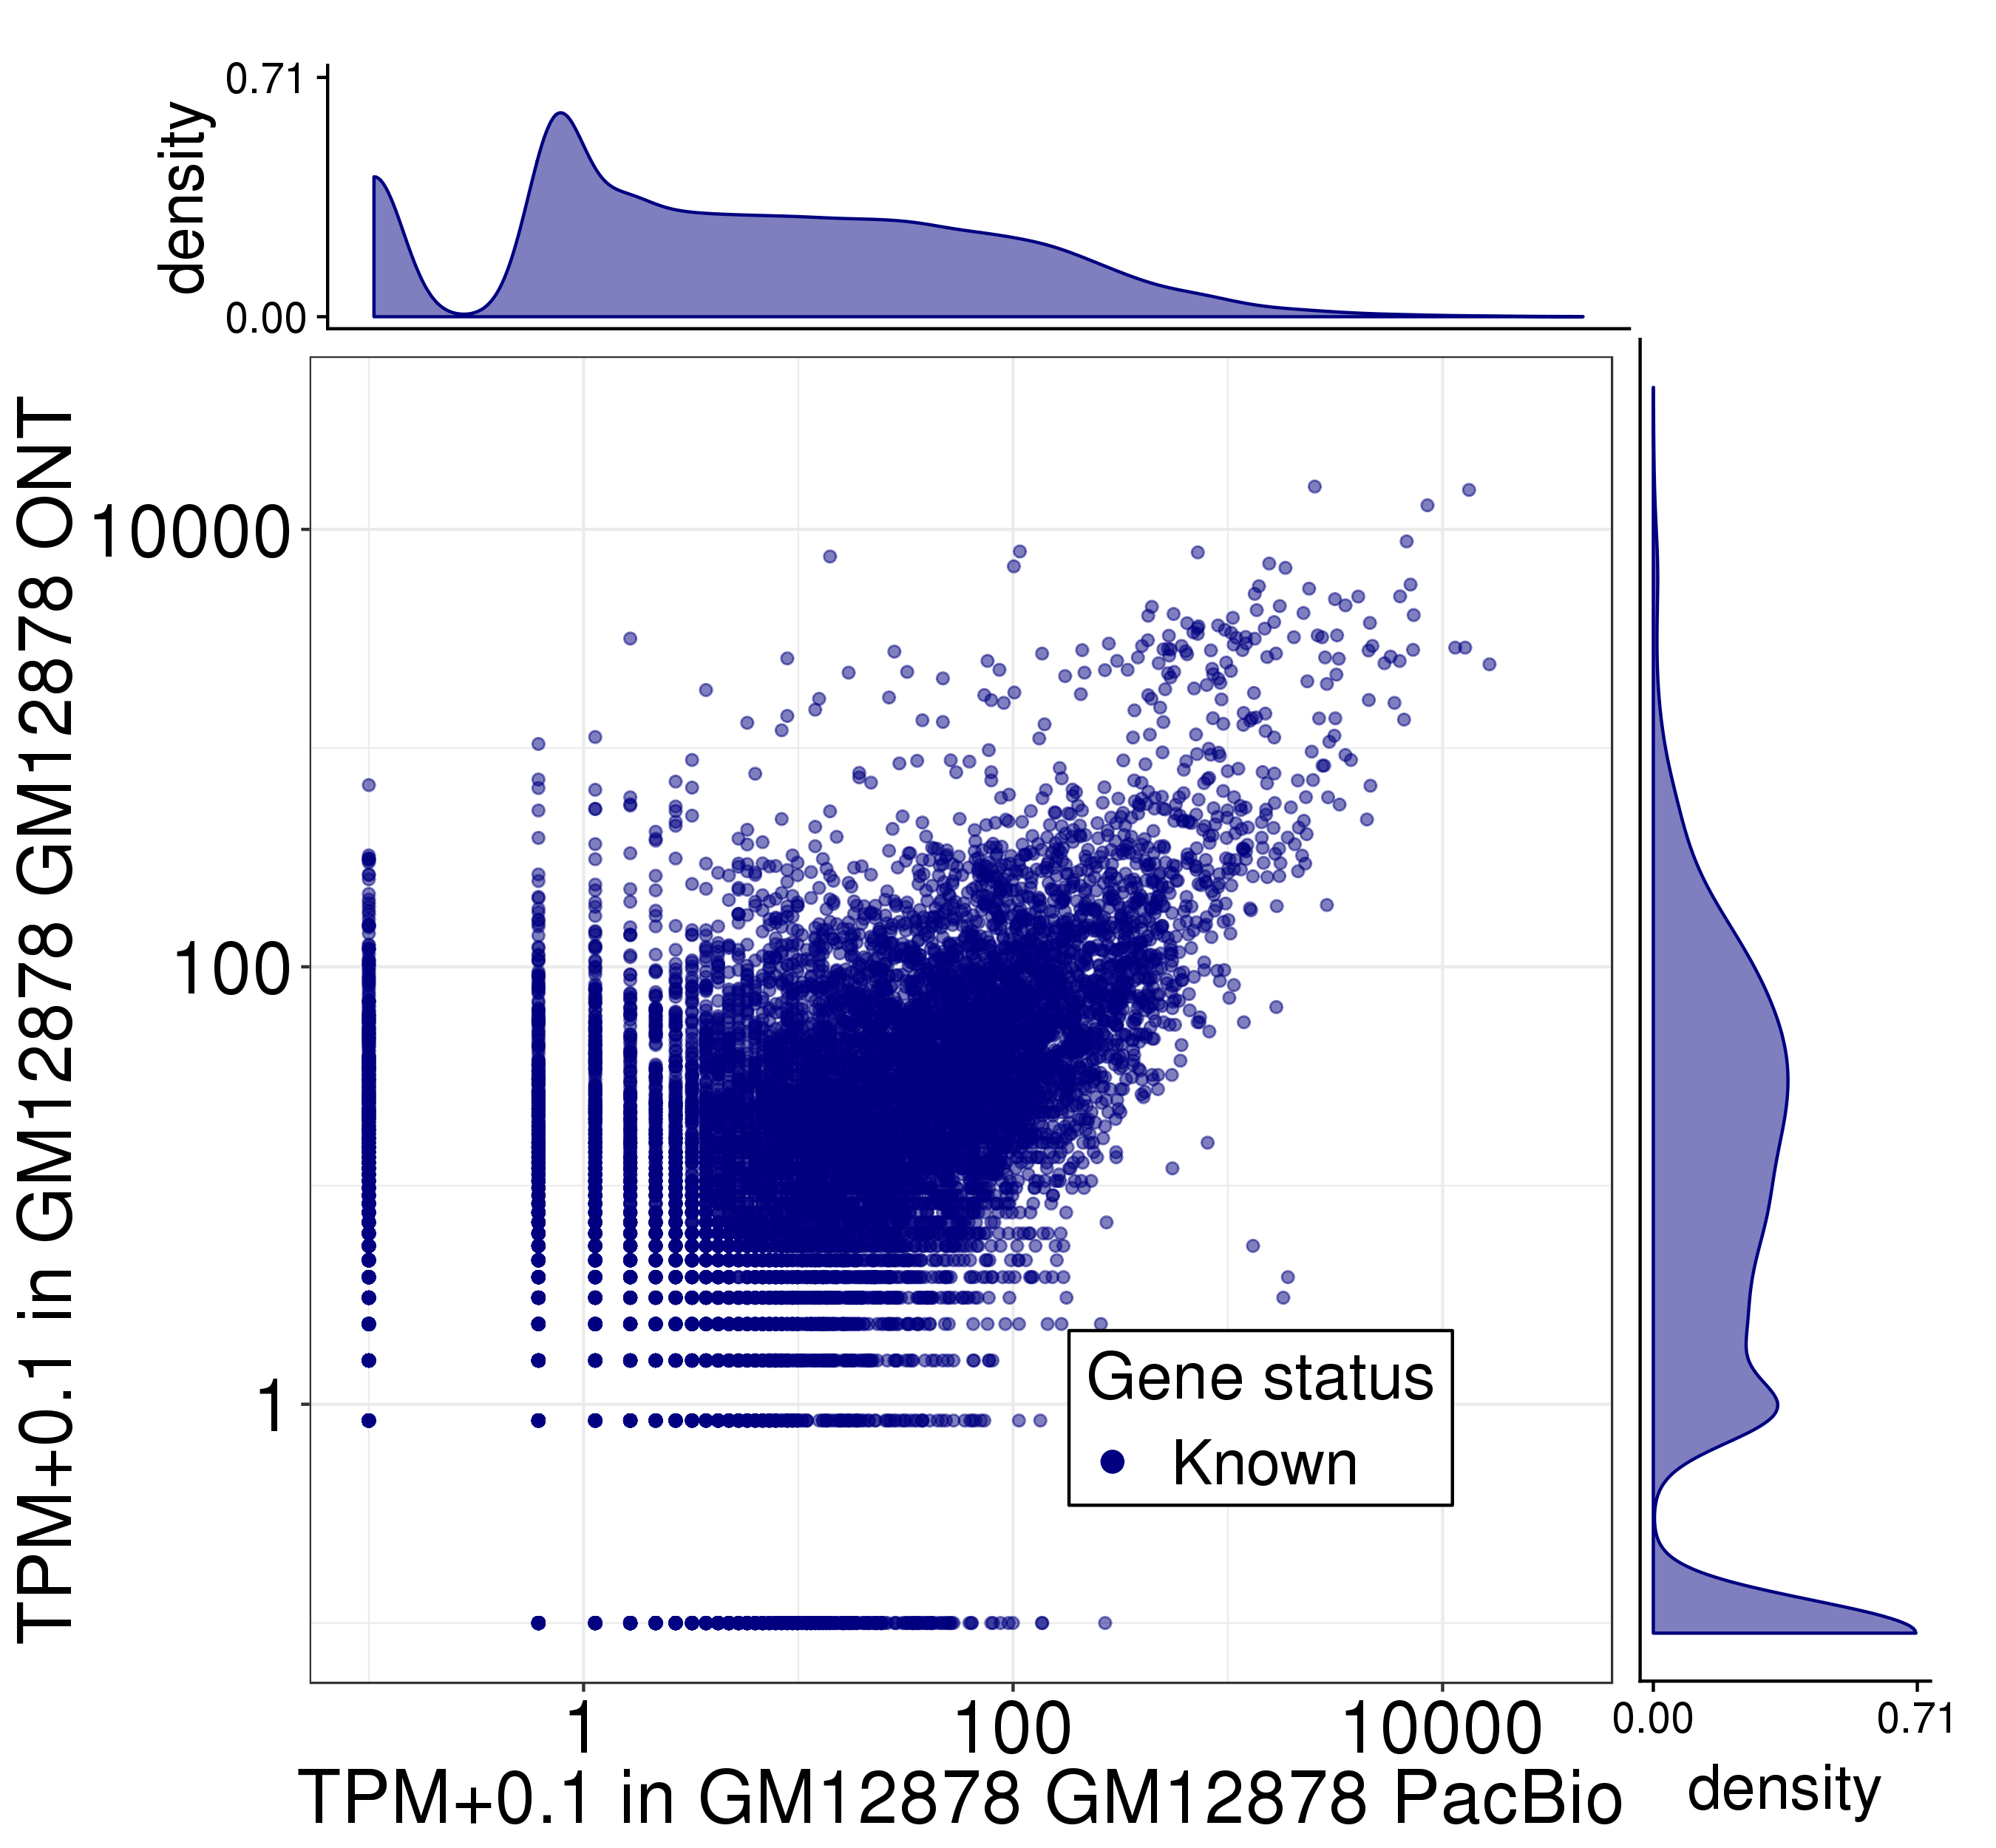 density
0.71
0.00
TPM+0.1 in GM12878 GM12878 ONT
10000
100
1
Gene status
Known
1
100
10000
TPM+0.1 in GM12878 GM12878 PacBio
0.00
0.71
density